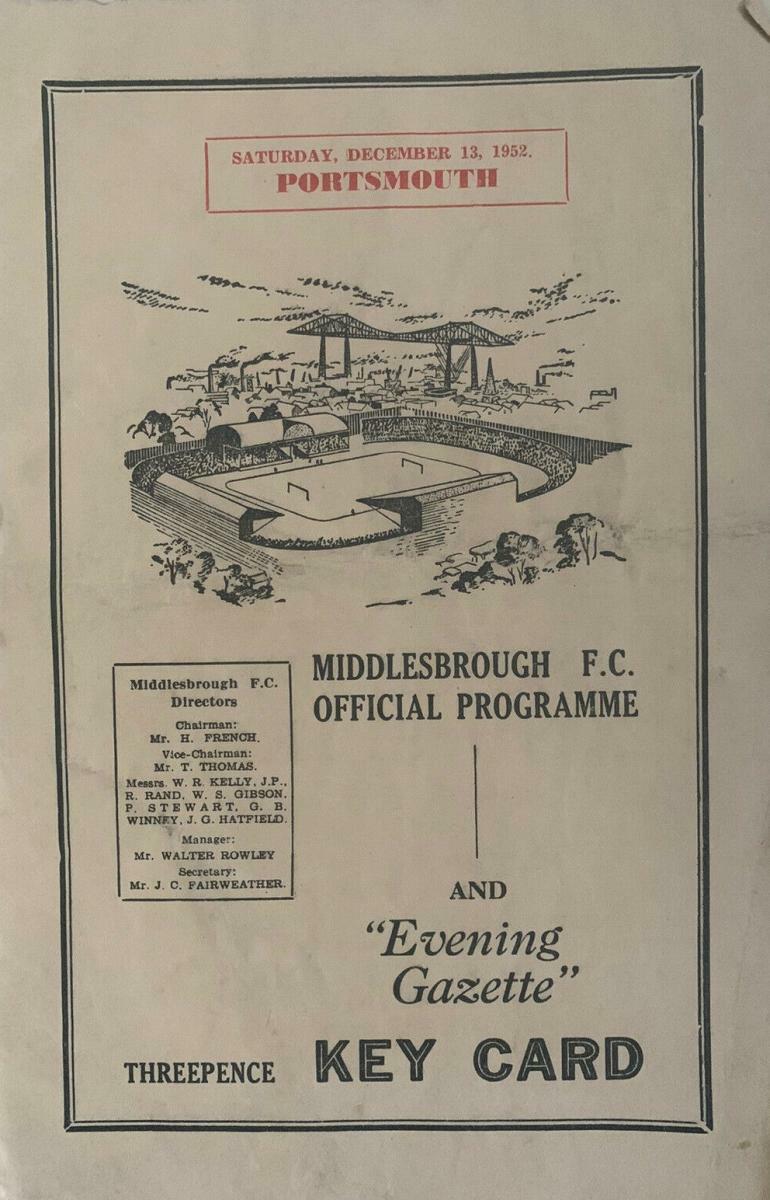 SATURDAY, DECEMBER 13, 1952.
PORTSMOUTH
MIDDLESBROUGH F.C.
OFFICIAL PROGRAMME
Middlesbrough F.C.
Directors
Chairman:
Mr. H. FRENCH.
Vice-Chairman:
Mr. T. THOMAS.
Messrs. W. R. KELLY, J.P.,
R. RAND, W. S. GIBSON,
P. STEWART, G. B.
WINNEY, J. G. HATFIELD.
Manager:
Mr. WALTER ROWLEY
Secretary:
Mr. J. C. FAIRWEATHER.
AND
"Evening
Gazette"
THREEPENCE KEY CARD